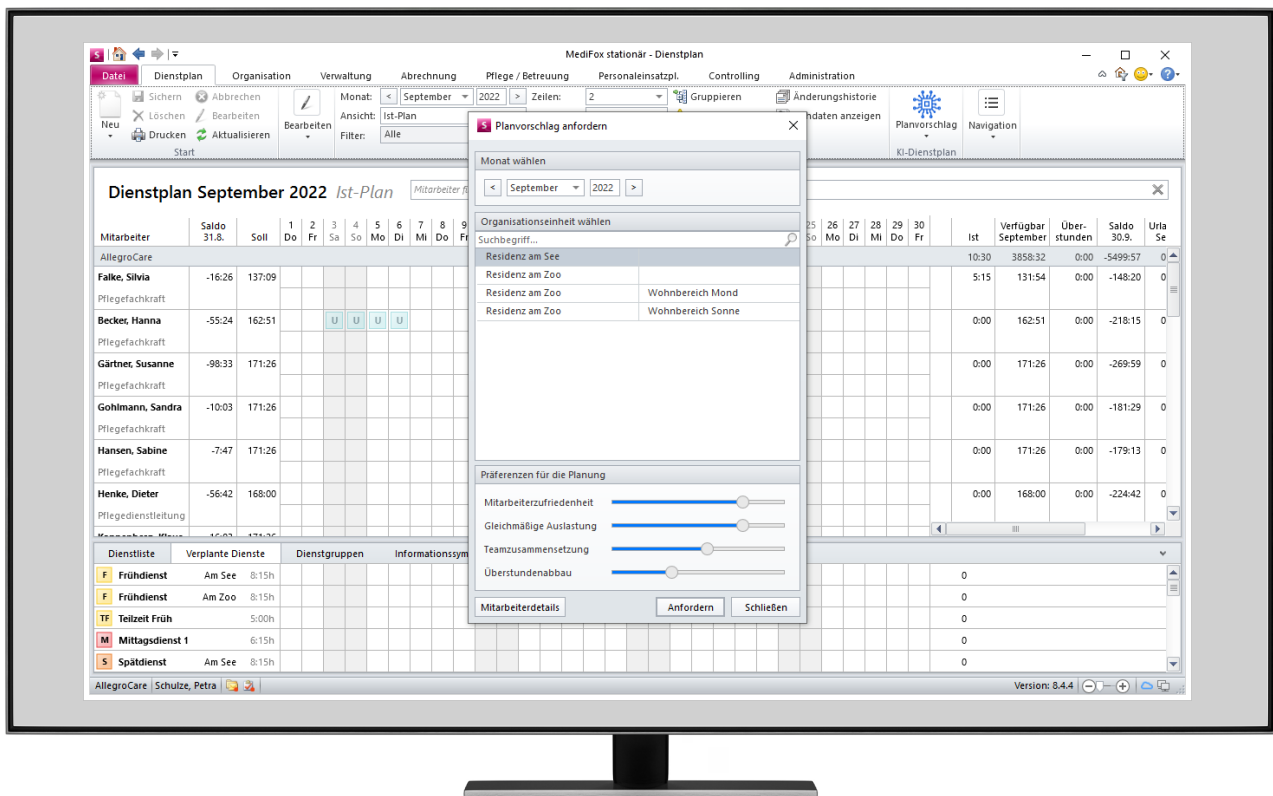 S
MediFox stationär - Dienstplan
Datei Dienstplan Organisation Verwaltung Abrechnung Pflege / Betreuung Personaleinsatzpl. Controlling Administration
Sichern Abbrechen Monat: < September 2022 > Zeilen: 2 Gruppieren Änderungshistorie
Löschen Bearbeiten Ansicht: Ist-Plan anzeigen
Neu Drucken Aktualisieren Bearbeiten Filter: Alle Planvorschlag Navigation
Start KI-Dienstplan
S Planvorschlag anfordern
Monat wählen
< September 2022 >
Organisationseinheit wählen
Suchbegriff...
Residenz am See
Residenz am Zoo
Residenz am Zoo Wohnbereich Mond
Residenz am Zoo Wohnbereich Sonne
Präferenzen für die Planung
Mitarbeiterzufriedenheit
Gleichmäßige Auslastung
Teamzusammensetzung
Überstundenabbau
Mitarbeiterdetails Anfordern Schließen
Dienstplan September 2022 Ist-Plan Mitarbeiter
Saldo 1 2 3 4 5 6 7 8 9 25 26 27 28 29 30 Verfügbar Über- Saldo
Mitarbeiter 31.8. Soll Do Fr Sa So Mo Di Mi Do Fr So Mo Di Mi Do Fr Ist September stunden 30.9.
AllegroCare 10:30 3858:32 0:00 -5499:57 0
Falke, Silvia -16:26 137:09 5:15 131:54 0:00 -148:20 0
Pflegefachkraft
Becker, Hanna -55:24 162:51 U U U U 0:00 162:51 0:00 -218:15 0
Pflegefachkraft
Gärtner, Susanne -98:33 171:26 0:00 171:26 0:00 -269:59 0
Pflegefachkraft
Gohlmann, Sandra -10:03 171:26 0:00 171:26 0:00 -181:29 0
Pflegefachkraft
Hansen, Sabine -7:47 171:26 0:00 171:26 0:00 -179:13 0
Pflegefachkraft
Henke, Dieter -56:42 168:00 0:00 168:00 0:00 -224:42 0
Pflegedienstleitung
Dienstliste Verplante Dienste Dienstgruppen
F Frühdienst Am See 8:15h 0
F Frühdienst Am Zoo 8:15h 0
TF Teilzeit Früh 5:00h 0
M Mittagsdienst 1 6:15h 0
S Spätdienst Am See 8:15h 0
AllegroCare Schulze, Petra Version: 8.4.4